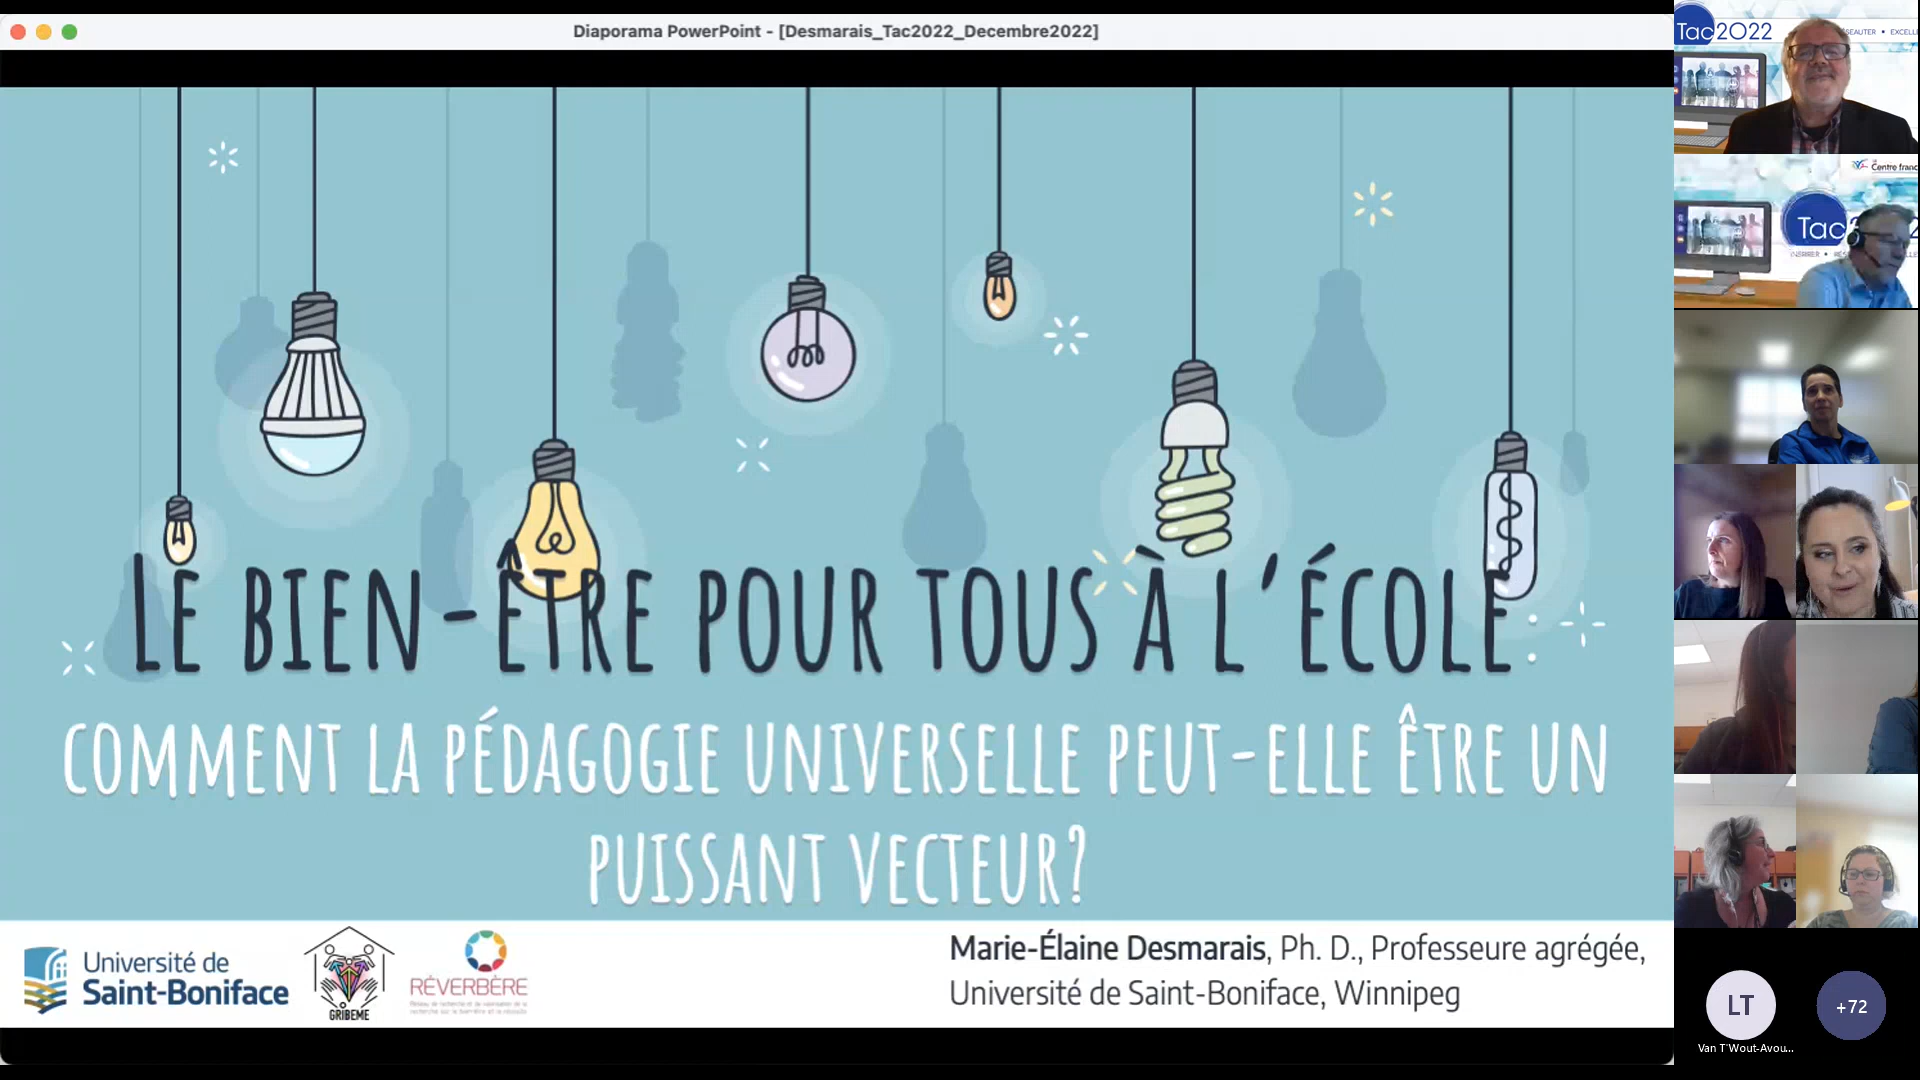 Diaporama PowerPoint - [Desmarais_Tac2022_Decembre2022]
LE BIEN-ÊTRE POUR TOUS À L'ÉCOLE :
COMMENT LA PÉDAGOGIE UNIVERSELLE PEUT-ELLE ÊTRE UN
PUISSANT VECTEUR?
Université de
Saint-Boniface
GRIBEME
RÉVERBÈRE
Marie-Élaine Desmarais, Ph. D., Professeure agrégée,
Université de Saint-Boniface, Winnipeg
Tac2022
Centre franc
Tac
LT
+72
Van T'Wout-Avou...